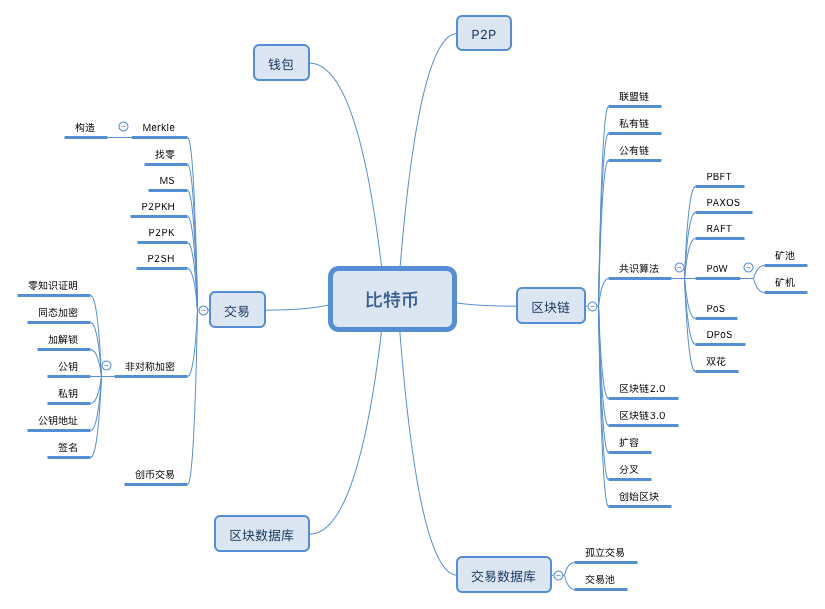 比特币
P2P
区块链
联盟链
私有链
公有链
共识算法
PBFT
PAXOS
RAFT
PoW
矿池
矿机
PoS
DPoS
双花
区块链2.0
区块链3.0
扩容
分叉
创始区块
交易数据库
孤立交易
交易池
钱包
交易
Merkle
构造
找零
MS
P2PKH
P2PK
P2SH
非对称加密
零知识证明
同态加密
加解锁
公钥
私钥
公钥地址
签名
创币交易
区块数据库